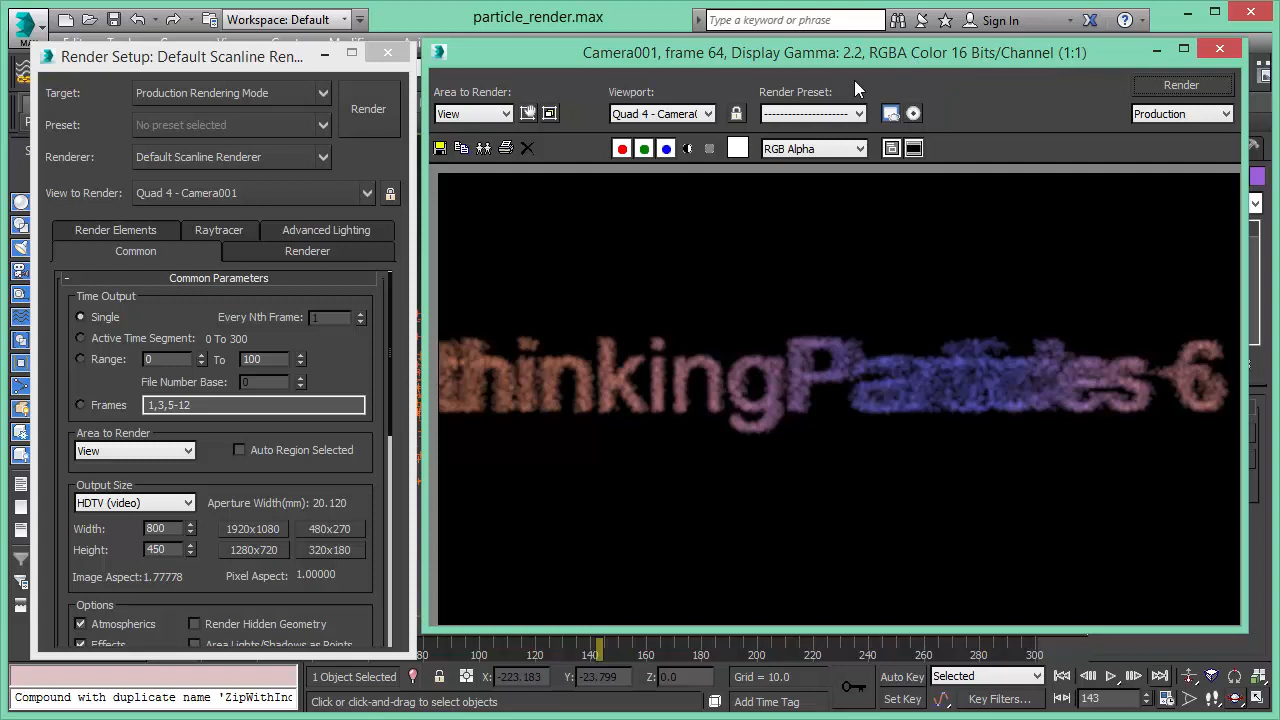 Workspace: Default
particle_render.max
Type a keyword or phrase
Sign In
Render Setup: Default Scanline Ren...
Target:
Production Rendering Mode
Render
Preset:
No preset selected
Renderer:
Default Scanline Renderer
View to Render:
Quad 4 - Camera001
Render Elements
Raytracer
Advanced Lighting
Common
Renderer
Common Parameters
Time Output
Single
Every Nth Frame:
1
Active Time Segment:
0 To 300
Range:
0
To
100
File Number Base:
0
Frames
1,3,5-12
Area to Render
View
Auto Region Selected
Output Size
HDTV (video)
Aperture Width(mm): 20.120
Width:
800
1920x1080
480x270
Height:
450
1280x720
320x180
Image Aspect:1.77778
Pixel Aspect:
1.00000
Options
Atmospherics
Render Hidden Geometry
Effects
Area Lights/Shadows as Points
Camera001, frame 64, Display Gamma: 2.2, RGBA Color 16 Bits/Channel (1:1)
Area to Render:
Viewport:
Render Preset:
Render
View
Quad 4 - Camera(
--------------------
Production
RGB Alpha
thinkingParticles 6
80
100
120
140
160
180
200
220
240
260
280
300
1 Object Selected
X:
-223.183
Y:
-23.799
Z:
0.0
Grid = 10.0
Auto Key
Selected
Compound with duplicate name 'ZipWithInd
Click or click-and-drag to select objects
Add Time Tag
Set Key
Key Filters...
143